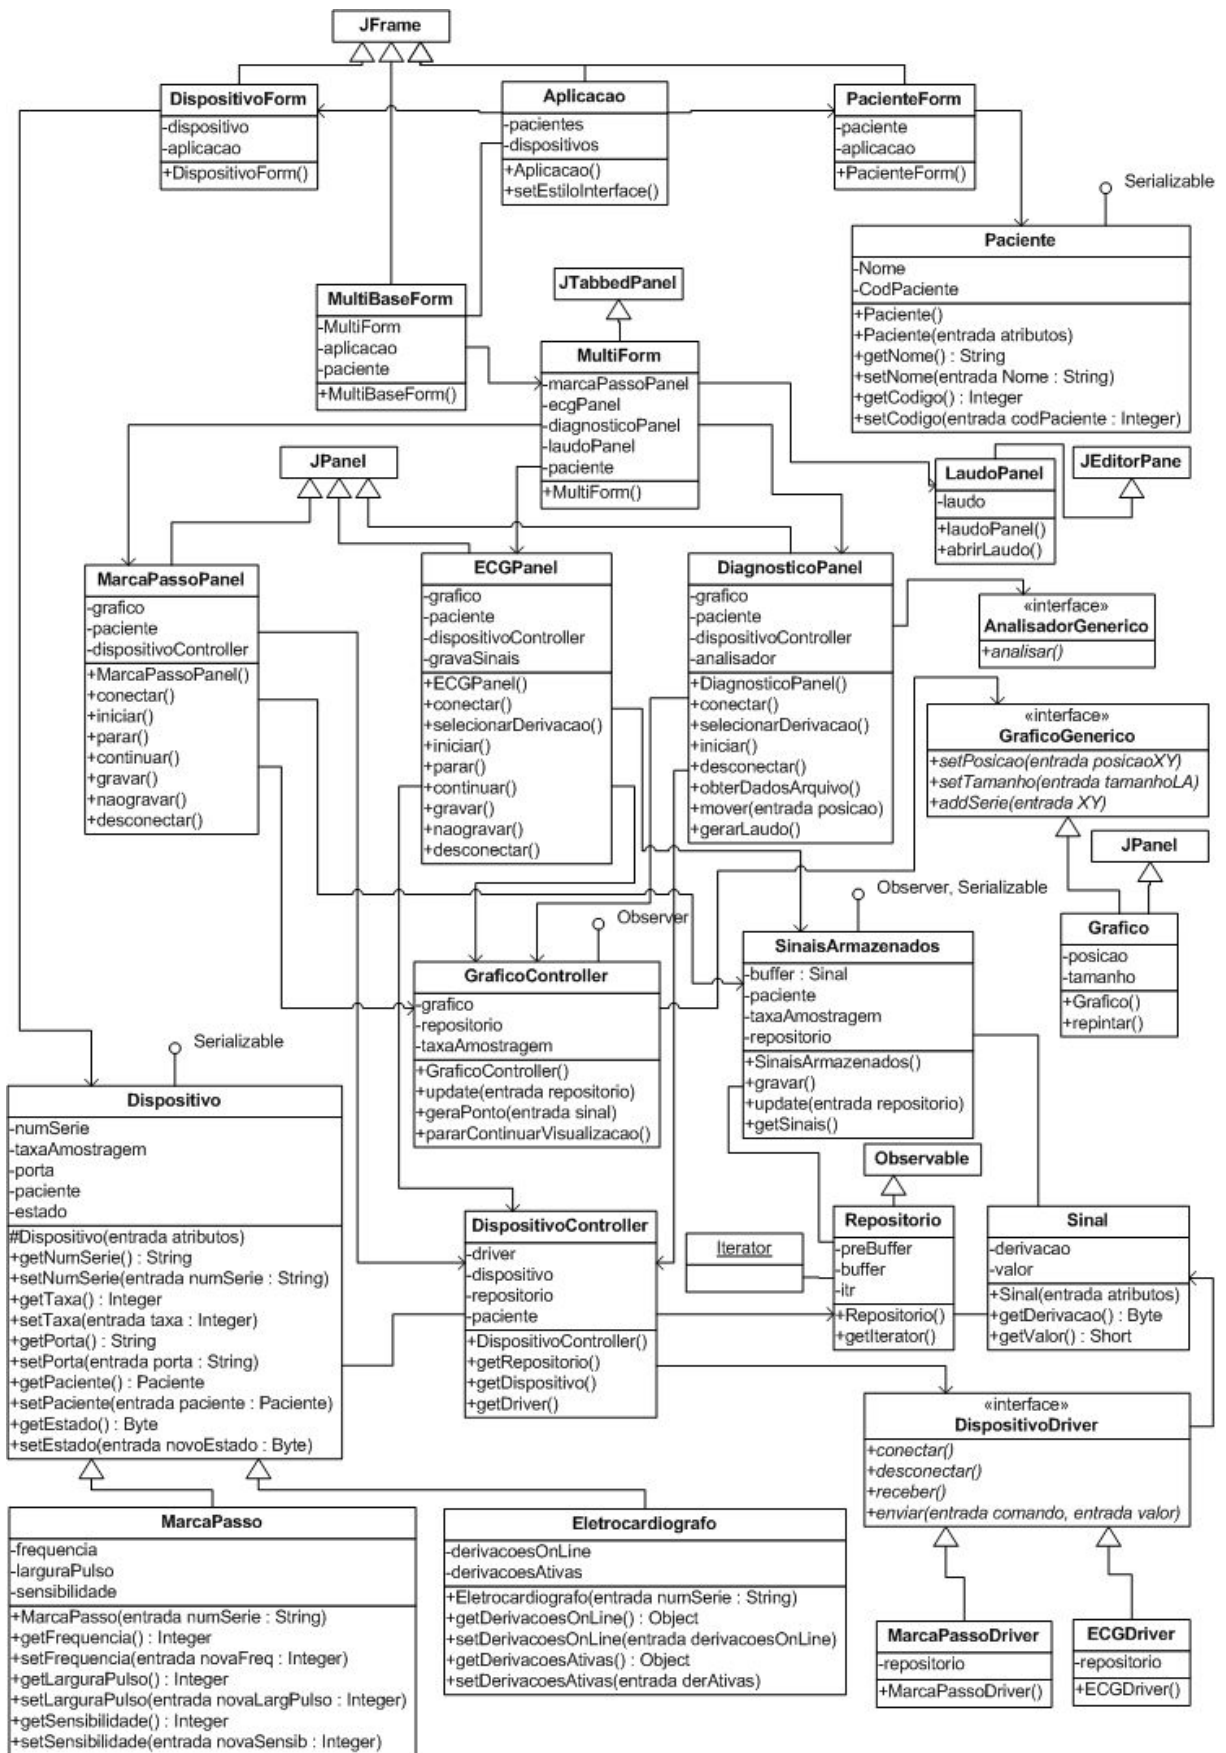 JFrame
DispositivoForm
-dispositivo
-aplicacao
+DispositivoForm()
Aplicacao
-pacientes
-dispositivos
+Aplicacao()
+setEstiloInterface()
PacienteForm
-paciente
-aplicacao
+PacienteForm()
Serializable
Paciente
-Nome
-CodPaciente
+Paciente()
+Paciente(entrada atributos)
+getNome() : String
+setNome(entrada Nome : String)
+getCodigo() : Integer
+setCodigo(entrada codPaciente : Integer)
MultiBaseForm
-MultiForm
-aplicacao
-paciente
+MultiBaseForm()
JTabbedPanel
MultiForm
-marcaPassoPanel
-ecgPanel
-diagnosticoPanel
-laudoPanel
-paciente
+MultiForm()
JPanel
LaudoPanel
-laudo
+laudoPanel()
+abrirLaudo()
JEditorPane
MarcaPassoPanel
-grafico
-paciente
-dispositivoController
+MarcaPassoPanel()
+conectar()
+iniciar()
+parar()
+continuar()
+gravar()
+naogravar()
+desconectar()
ECGPanel
-grafico
-paciente
-dispositivoController
-gravaSinais
+ECGPanel()
+conectar()
+selecionarDerivacao()
+iniciar()
+parar()
+continuar()
+gravar()
+naogravar()
+desconectar()
DiagnosticoPanel
-grafico
-paciente
-dispositivoController
-analisador
+DiagnosticoPanel()
+conectar()
+selecionarDerivacao()
+iniciar()
+desconectar()
+obterDadosArquivo()
+mover(entrada posicao)
+gerarLaudo()
«interface»
AnalisadorGenerico
+analisar()
«interface»
GraficoGenerico
+setPosicao(entrada posicaoXY)
+setTamanho(entrada tamanhoLA)
+addSerie(entrada XY)
JPanel
Grafico
-posicao
-tamanho
+Grafico()
+repintar()
Observer
GraficoController
-grafico
-repositorio
-taxaAmostragem
+GraficoController()
+update(entrada repositorio)
+geraPonto(entrada sinal)
+pararContinuarVisualizacao()
Observer, Serializable
SinaisArmazenados
-buffer : Sinal
-paciente
-taxaAmostragem
-repositorio
+SinaisArmazenados()
+gravar()
+update(entrada repositorio)
+getSinais()
Serializable
Dispositivo
-numSerie
-taxaAmostragem
-porta
-paciente
-estado
#Dispositivo(entrada atributos)
+getNumSerie() : String
+setNumSerie(entrada numSerie : String)
+getTaxa() : Integer
+setTaxa(entrada taxa : Integer)
+getPorta() : String
+setPorta(entrada porta : String)
+getPaciente() : Paciente
+setPaciente(entrada paciente : Paciente)
+getEstado() : Byte
+setEstado(entrada novoEstado : Byte)
DispositivoController
-driver
-dispositivo
-repositorio
-paciente
+DispositivoController()
+getRepositorio()
+getDispositivo()
+getDriver()
Observable
Iterator
Repositorio
-preBuffer
-buffer
-itr
+Repositorio()
+getIterator()
Sinal
-derivacao
-valor
+Sinal(entrada atributos)
+getDerivacao() : Byte
+getValor() : Short
«interface»
DispositivoDriver
+conectar()
+desconectar()
+receber()
+enviar(entrada comando, entrada valor)
MarcaPasso
-frequencia
-larguraPulso
-sensibilidade
+MarcaPasso(entrada numSerie : String)
+getFrequencia() : Integer
+setFrequencia(entrada novaFreq : Integer)
+getLarguraPulso() : Integer
+setLarguraPulso(entrada novaLargPulso : Integer)
+getSensibilidade() : Integer
+setSensibilidade(entrada novaSensib : Integer)
Eletrocardiografo
-derivacoesOnLine
-derivacoesAtivas
+Eletrocardiografo(entrada numSerie : String)
+getDerivacoesOnLine() : Object
+setDerivacoesOnLine(entrada derivacoesOnLine)
+getDerivacoesAtivas() : Object
+setDerivacoesAtivas(entrada derAtivas)
MarcaPassoDriver
-repositorio
+MarcaPassoDriver()
ECGDriver
-repositorio
+ECGDriver()